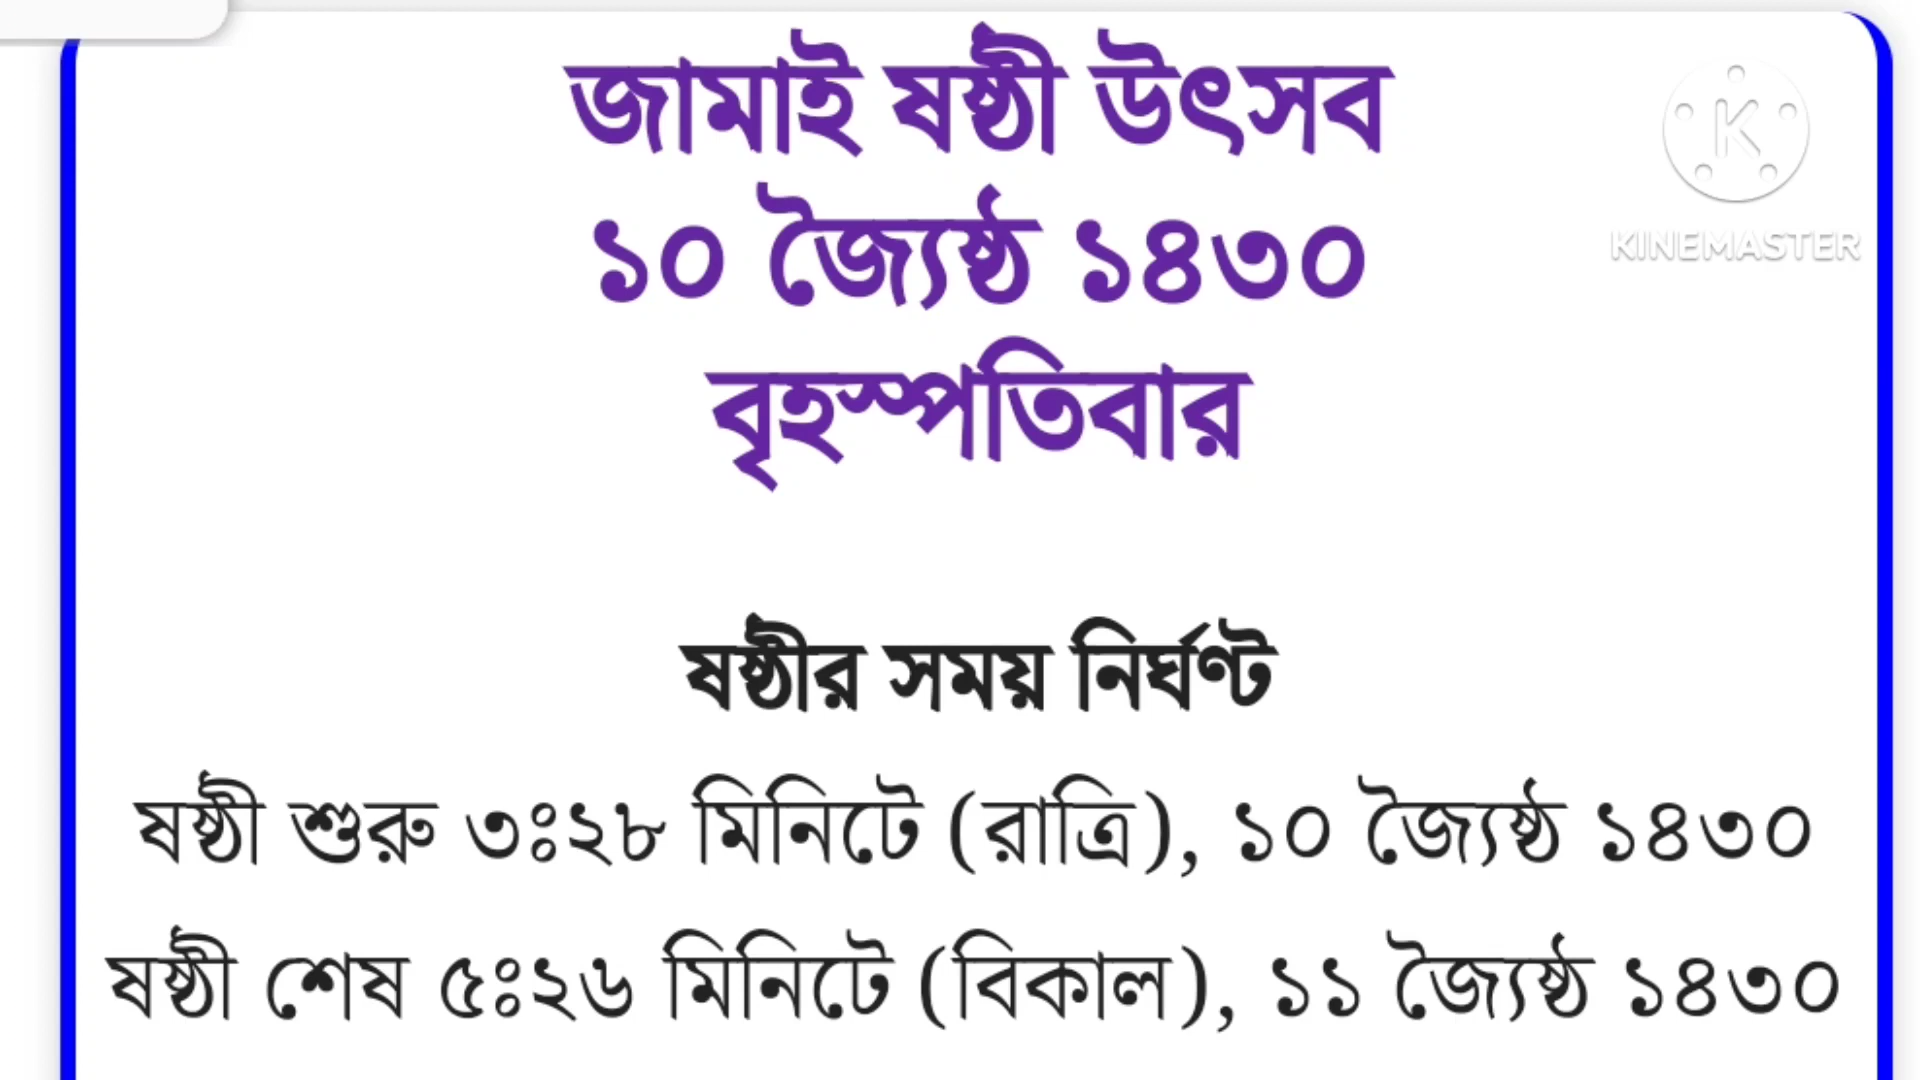 জামাই ষষ্ঠী উৎসব
১০ জ্যৈষ্ঠ ১৪৩০
বৃহস্পতিবার
KINEMASTER
ষষ্ঠীর সময় নির্ঘণ্ট
ষষ্ঠী শুরু ৩ঃ২৮ মিনিটে (রাত্রি), ১০ জ্যৈষ্ঠ ১৪৩০
ষষ্ঠী শেষ ৫ঃ২৬ মিনিটে (বিকাল), ১১ জ্যৈষ্ঠ ১৪৩০